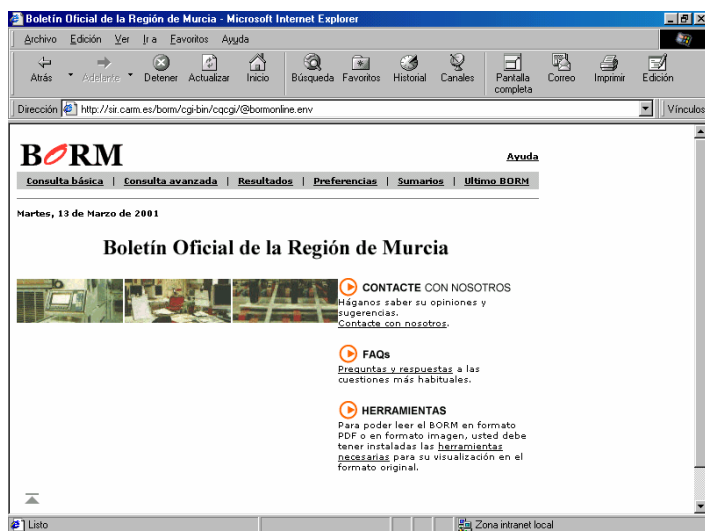 Boletín Oficial de la Región de Murcia - Microsoft Internet Explorer
Archivo Edición Ver Ir a Favoritos Ayuda
Atrás Adelante Detener Actualizar Inicio Búsqueda Favoritos Historial Canales Pantalla completa Correo Imprimir Edición
Dirección http://sir.carm.es/borm/cgi-bin/cqcgi/@bormonline.env Vínculos
BORM
Ayuda
Consulta básica | Consulta avanzada | Resultados | Preferencias | Sumarios | Ultimo BORM
Martes, 13 de Marzo de 2001
Boletín Oficial de la Región de Murcia
CONTACTE CON NOSOTROS
Háganos saber su opiniones y
sugerencias.
Contacte con nosotros.
FAQs
Preguntas y respuestas a las
cuestiones más habituales.
HERRAMIENTAS
Para poder leer el BORM en formato
PDF o en formato imagen, usted debe
tener instaladas las herramientas
necesarias para su visualización en el
formato original.
Listo
Zona intranet local